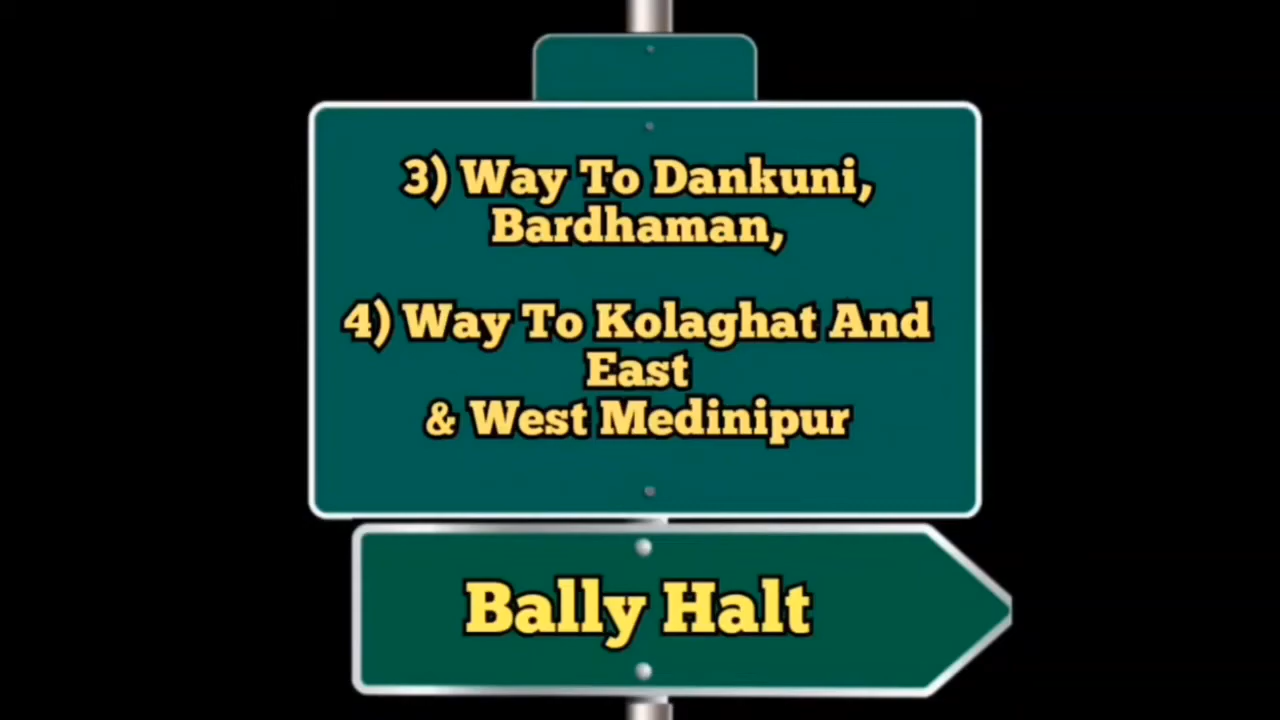 3) Way To Dankuni,
Bardhaman,
4) Way To Kolaghat And
East
& West Medinipur
Bally Halt